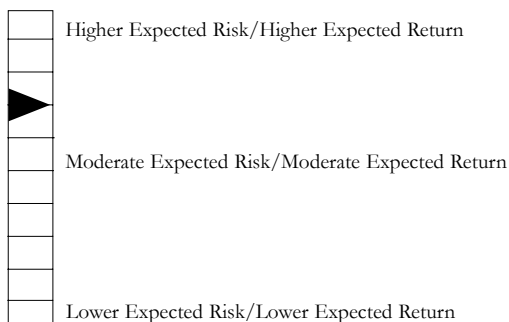 Higher Expected Risk/Higher Expected Return
Moderate Expected Risk/Moderate Expected Return
Lower Expected Risk/Lower Expected Return